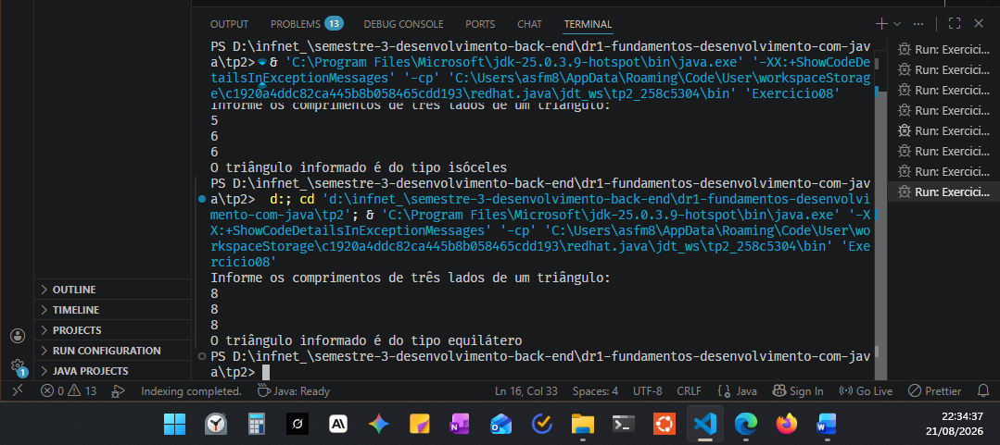 OUTPUT PROBLEMS 13 DEBUG CONSOLE PORTS CHAT TERMINAL
PS D:\infnet_\semestre-3-desenvolvimento-back-end\dr1-fundamentos-desenvolvimento-com-jav
a\tp2> & 'C:\Program Files\Microsoft\jdk-25.0.3.9-hotspot\bin\java.exe' '-XX:+ShowCodeDe
tailsInExceptionMessages' '-cp' 'C:\Users\asfm8\AppData\Roaming\Code\User\workspaceStorag
e\c1920a4ddc82ca445b8b058465cdd193\redhat.java\jdt_ws\tp2_258c5304\bin' 'Exercicio08'
Informe os comprimentos de três lados de um triângulo:
5
6
6
O triângulo informado é do tipo isóceles
PS D:\infnet_\semestre-3-desenvolvimento-back-end\dr1-fundamentos-desenvolvimento-com-jav
a\tp2> d:; cd 'd:\infnet_\semestre-3-desenvolvimento-back-end\dr1-fundamentos-desenvolvi
mento-com-java\tp2'; & 'C:\Program Files\Microsoft\jdk-25.0.3.9-hotspot\bin\java.exe' '-X
X:+ShowCodeDetailsInExceptionMessages' '-cp' 'C:\Users\asfm8\AppData\Roaming\Code\User\wo
rkspaceStorage\c1920a4ddc82ca445b8b058465cdd193\redhat.java\jdt_ws\tp2_258c5304\bin' 'Exe
rcicio08'
Informe os comprimentos de três lados de um triângulo:
8
8
8
O triângulo informado é do tipo equilátero
PS D:\infnet_\semestre-3-desenvolvimento-back-end\dr1-fundamentos-desenvolvimento-com-jav
a\tp2>
Run: Exercici...
Run: Exercici...
Run: Exercici...
Run: Exercici...
Run: Exercici...
Run: Exercici...
Run: Exercici...
Run: Exercici...
OUTLINE
TIMELINE
PROJECTS
RUN CONFIGURATION
JAVA PROJECTS
1
0 13 Indexing completed. Java: Ready Ln 16, Col 33 Spaces: 4 UTF-8 CRLF Java Sign In Go Live Prettier
22:34:37
21/08/2026